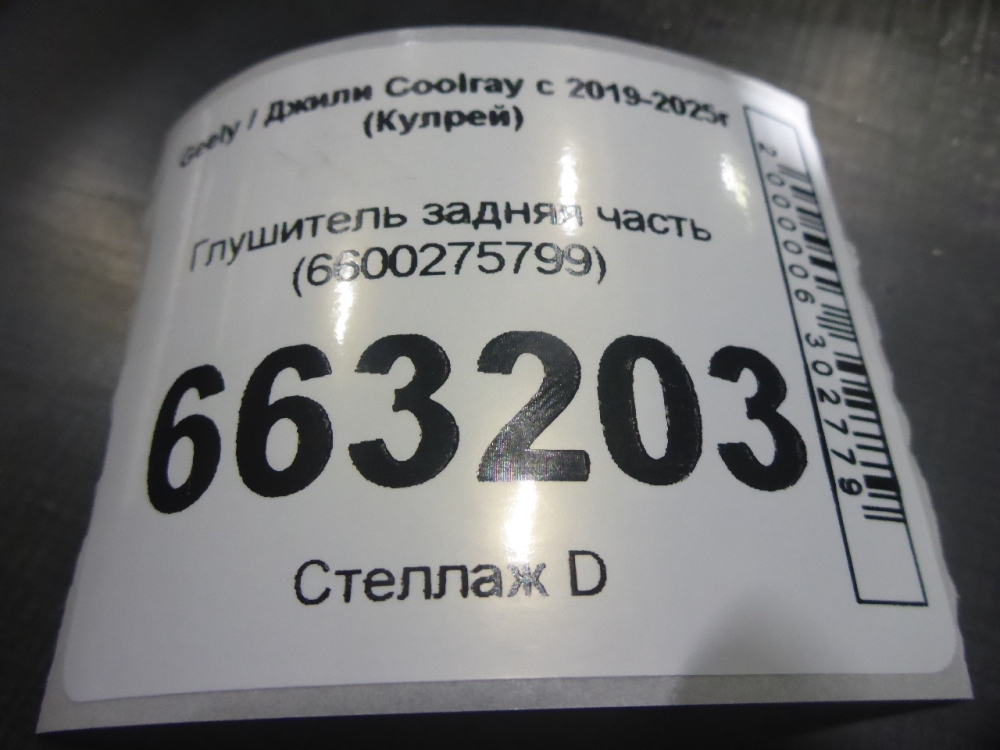 Geely / Джили Coolray с 2019-2025г
(Кулрей)
Глушитель задняя часть
(6600275799)
663203
Стеллаж D
2000006302779